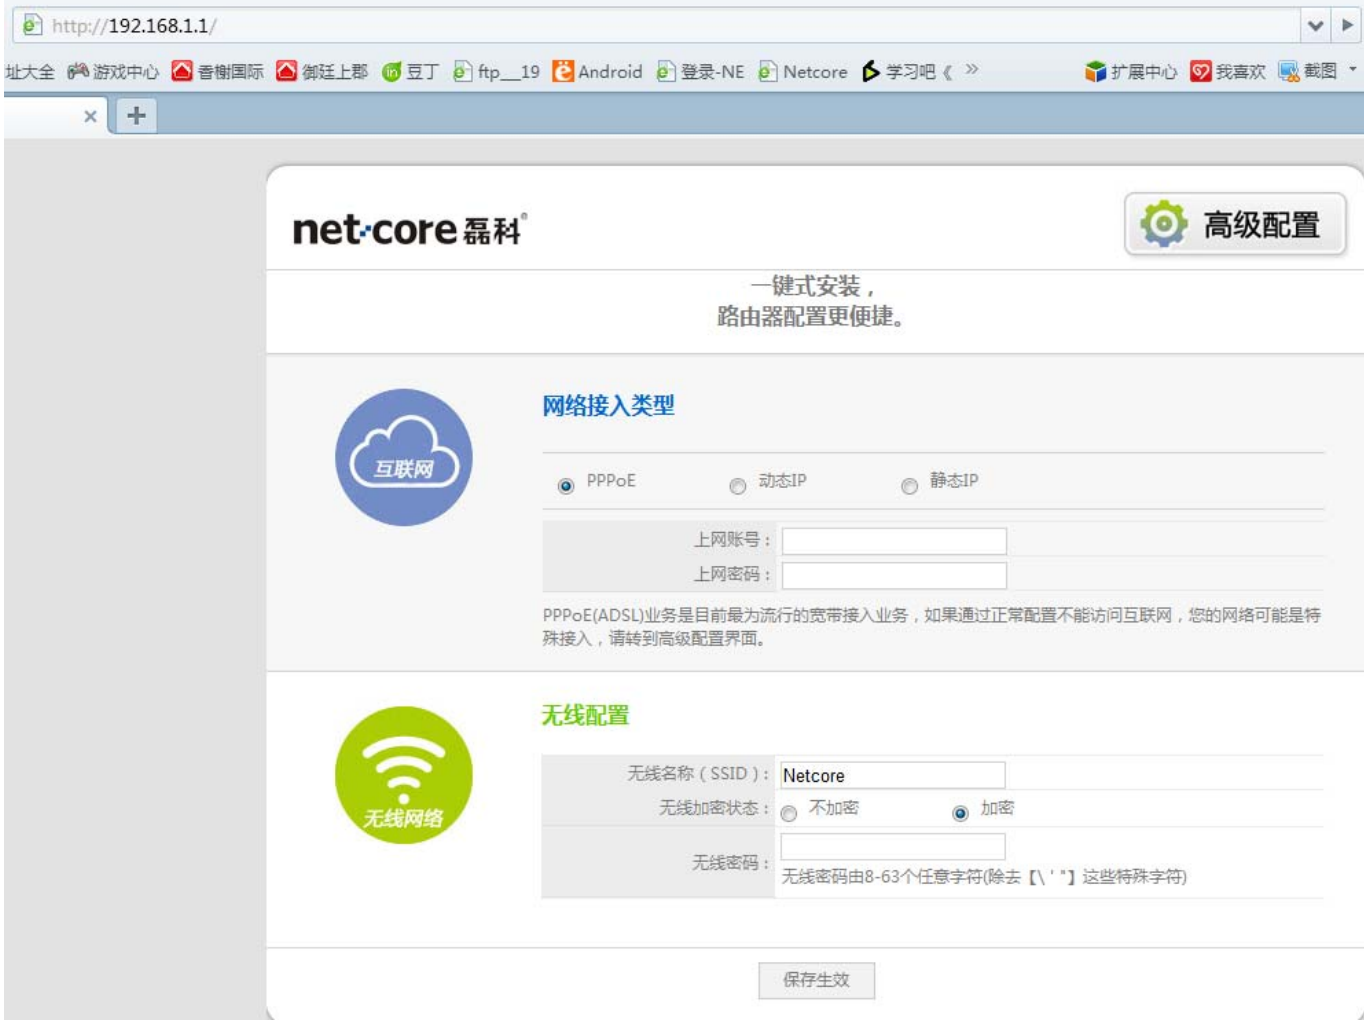 http://192.168.1.1/
址大全 游戏中心 香榭国际 御廷上郡 豆丁 ftp__19 Android 登录-NE Netcore 学习吧《 » 扩展中心 我喜欢 截图
net·core磊科®
高级配置
一键式安装，
路由器配置更便捷。
互联网
网络接入类型
PPPoE 动态IP 静态IP
上网账号：
上网密码：
PPPoE(ADSL)业务是目前最为流行的宽带接入业务，如果通过正常配置不能访问互联网，您的网络可能是特
殊接入，请转到高级配置界面。
无线网络
无线配置
无线名称（SSID）： Netcore
无线加密状态： 不加密 加密
无线密码：
无线密码由8-63个任意字符(除去【\ ' "】这些特殊字符)
保存生效